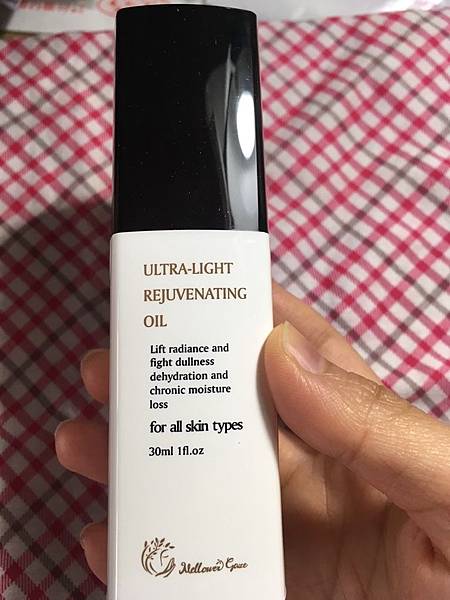 ULTRA-LIGHT
REJUVENATING
OIL
Lift radiance and
fight dullness
dehydration and
chronic moisture
loss
for all skin types
30ml 1fl.oz
Mellower